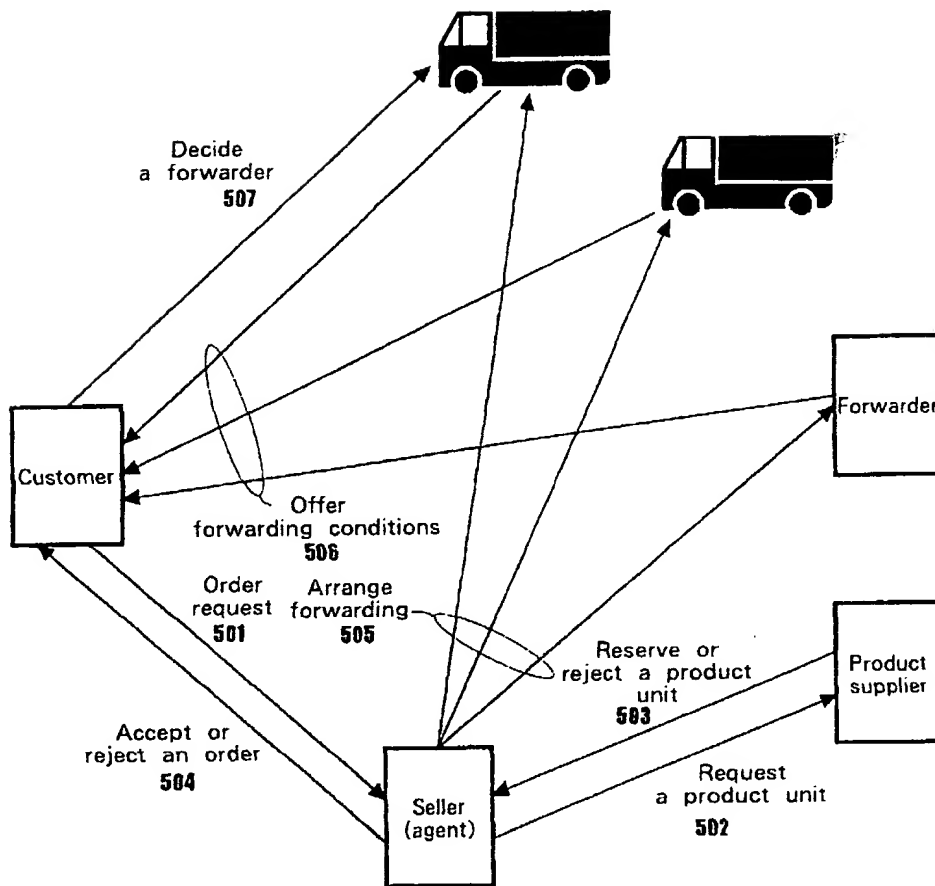 Decide
a forwarder
507
Forwarder
Customer
Offer
forwarding conditions
506
Order
request
501
Arrange
forwarding
505
Reserve or
reject a product
unit
503
Product
supplier
Accept or
reject an order
504
Seller
(agent)
Request
a product unit
502